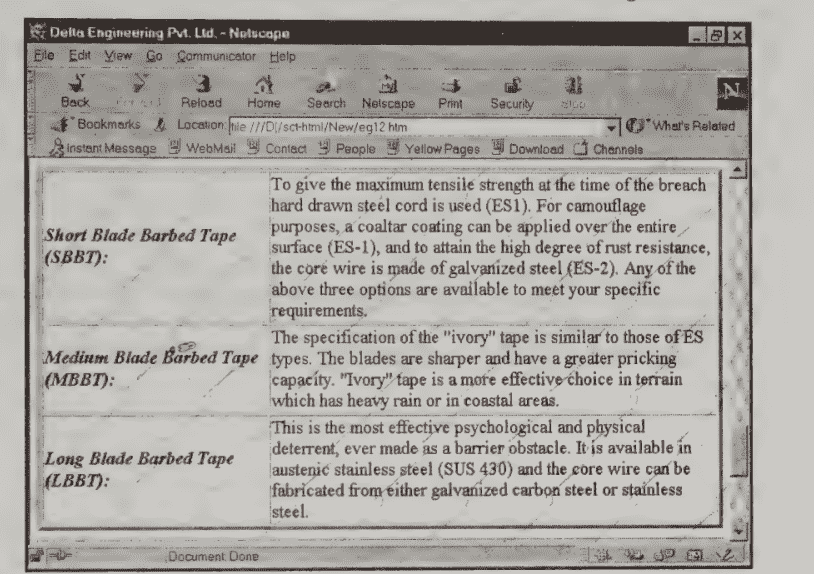 Delta Engineering Pvt. Ltd. - Netscape
File Edit View Go Communicator Help
Back Reload Home Search Netscape Print Security Stop
Bookmarks Location: file:///D|/sct-html/New/eg12.htm What's Related
Instant Message WebMail Contact People Yellow Pages Download Channels
Short Blade Barbed Tape
(SBBT):
To give the maximum tensile strength at the time of the breach
hard drawn steel cord is used (ES1). For camouflage
purposes, a coaltar coating can be applied over the entire
surface (ES-1), and to attain the high degree of rust resistance,
the core wire is made of galvanized steel (ES-2). Any of the
above three options are available to meet your specific
requirements.
Medium Blade Barbed Tape
(MBBT):
The specification of the "ivory" tape is similar to those of ES
types. The blades are sharper and have a greater pricking
capacity. "Ivory" tape is a more effective choice in terrain
which has heavy rain or in coastal areas.
Long Blade Barbed Tape
(LBBT):
This is the most effective psychological and physical
deterrent, ever made as a barrier obstacle. It is available in
austenic stainless steel (SUS 430) and the core wire can be
fabricated from either galvanized carbon steel or stainless
steel.
Document Done